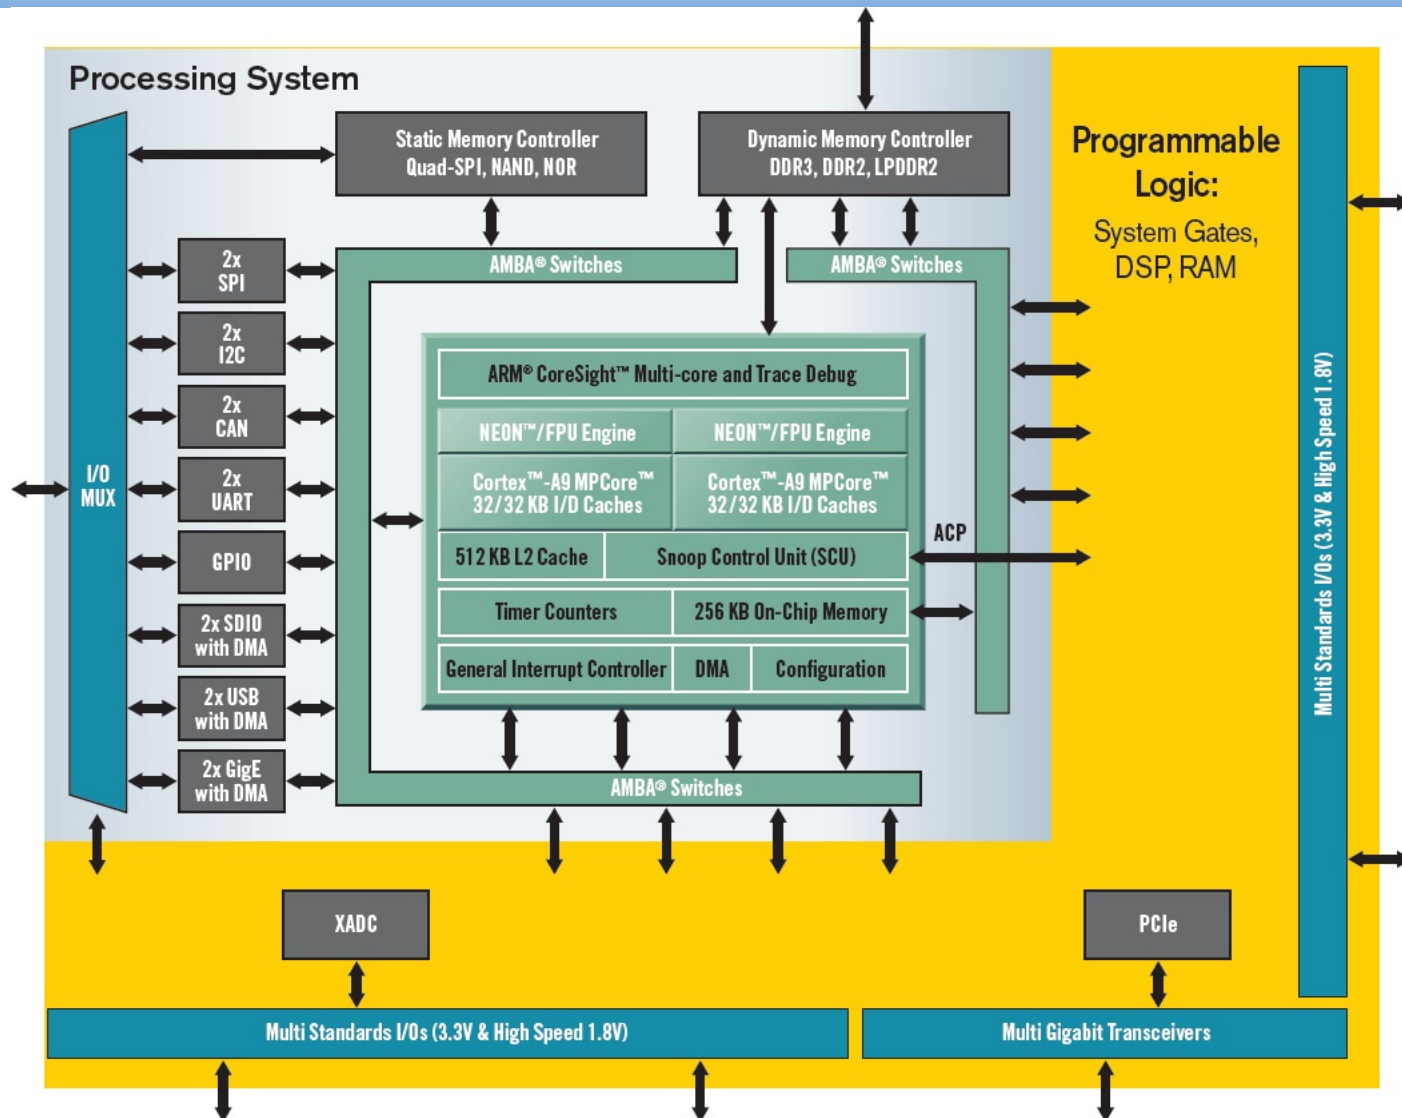 Processing System
Static Memory Controller
Quad-SPI, NAND, NOR
Dynamic Memory Controller
DDR3, DDR2, LPDDR2
Programmable
Logic:
System Gates,
DSP, RAM
AMBA® Switches
AMBA® Switches
2x
SPI
2x
I2C
2x
CAN
2x
UART
GPIO
2x SDIO
with DMA
2x USB
with DMA
2x GigE
with DMA
I/O
MUX
ARM® CoreSight™ Multi-core and Trace Debug
NEON™/FPU Engine
NEON™/FPU Engine
Cortex™-A9 MPCore™
32/32 KB I/D Caches
Cortex™-A9 MPCore™
32/32 KB I/D Caches
512 KB L2 Cache
Snoop Control Unit (SCU)
ACP
Timer Counters
256 KB On-Chip Memory
General Interrupt Controller
DMA
Configuration
AMBA® Switches
Multi Standards I/Os (3.3V & High Speed 1.8V)
XADC
PCIe
Multi Standards I/Os (3.3V & High Speed 1.8V)
Multi Gigabit Transceivers